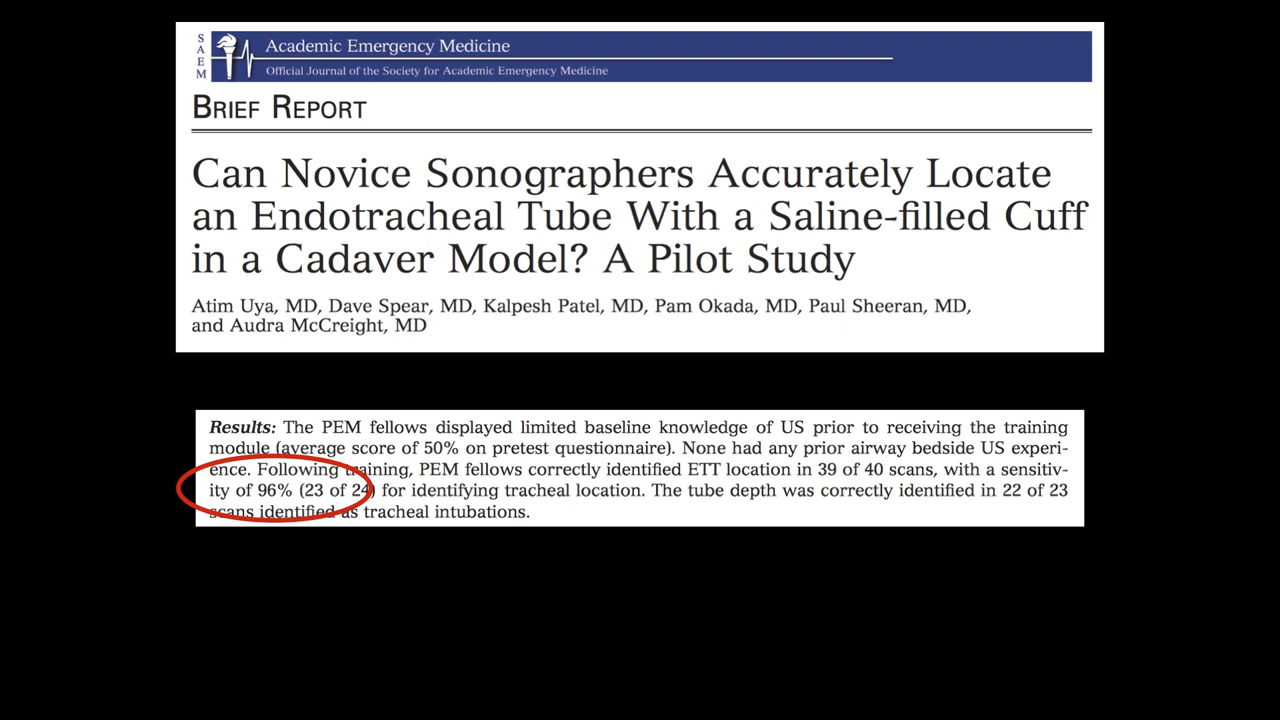 SAEM
Academic Emergency Medicine
Official Journal of the Society for Academic Emergency Medicine
BRIEF REPORT
Can Novice Sonographers Accurately Locate
an Endotracheal Tube With a Saline-filled Cuff
in a Cadaver Model? A Pilot Study
Atim Uya, MD, Dave Spear, MD, Kalpesh Patel, MD, Pam Okada, MD, Paul Sheeran, MD,
and Audra McCreight, MD
Results: The PEM fellows displayed limited baseline knowledge of US prior to receiving the training
module (average score of 50% on pretest questionnaire). None had any prior airway bedside US experi-
ence. Following training, PEM fellows correctly identified ETT location in 39 of 40 scans, with a sensitiv-
ity of 96% (23 of 24) for identifying tracheal location. The tube depth was correctly identified in 22 of 23
scans identified as tracheal intubations.